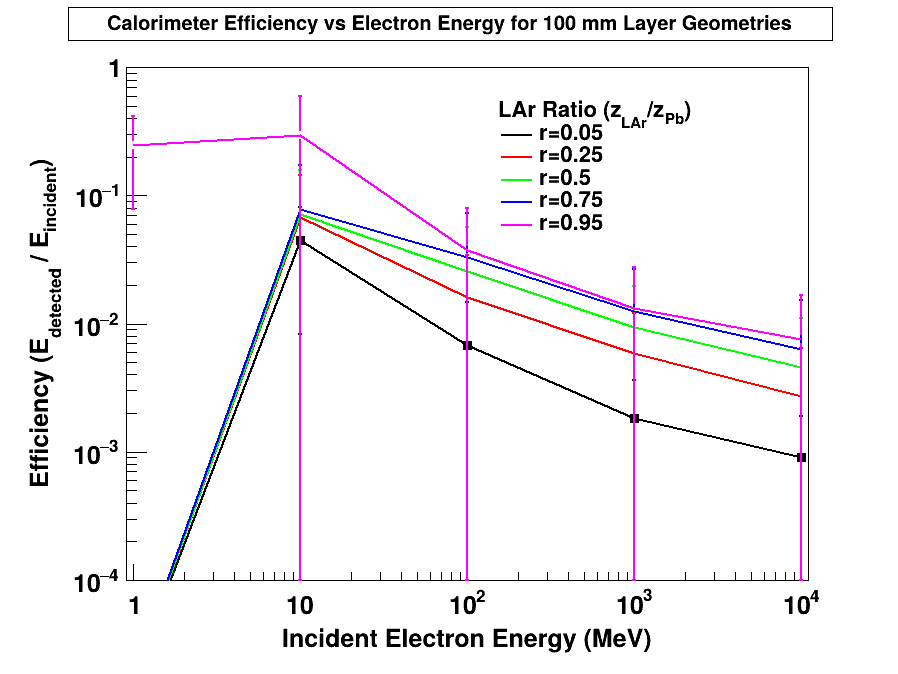 Calorimeter Efficiency vs Electron Energy for 100 mm Layer Geometries
LAr Ratio (z_LAr/z_Pb)
r=0.05
r=0.25
r=0.5
r=0.75
r=0.95
Efficiency (E_detected / E_incident)
1
10^−1
10^−2
10^−3
10^−4
1 10 10^2 10^3 10^4
Incident Electron Energy (MeV)